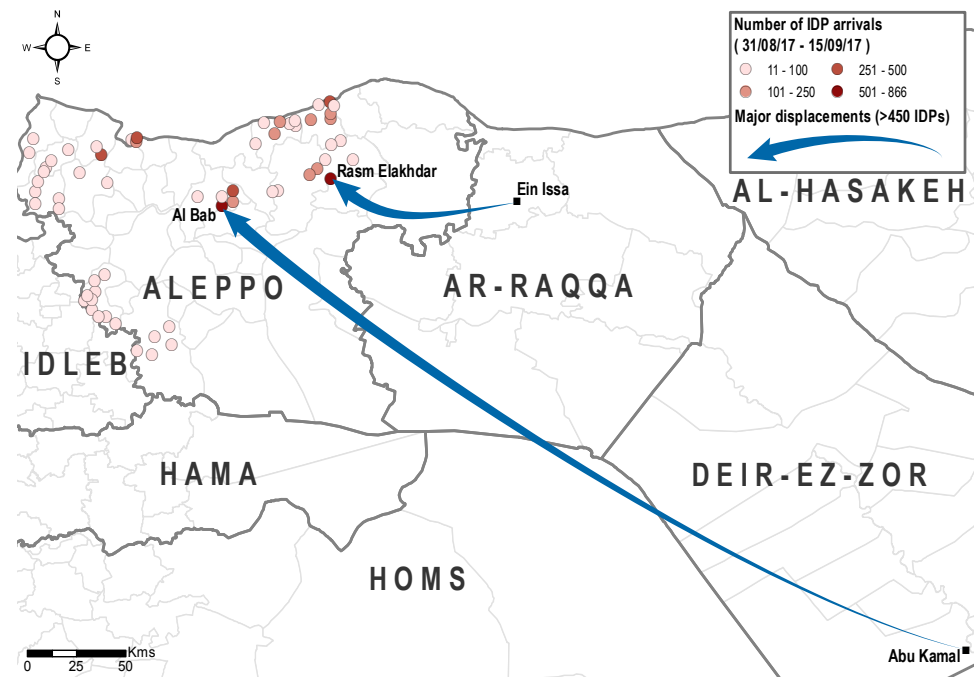 N
W E
S
Number of IDP arrivals
( 31/08/17 - 15/09/17 )
11 - 100 251 - 500
101 - 250 501 - 866
Major displacements (>450 IDPs)
AL-HASAKEH
Rasm Elakhdar
Ein Issa
Al Bab
ALEPPO
AR-RAQQA
IDLEB
HAMA
DEIR-EZ-ZOR
HOMS
Abu Kamal
Kms
0 25 50